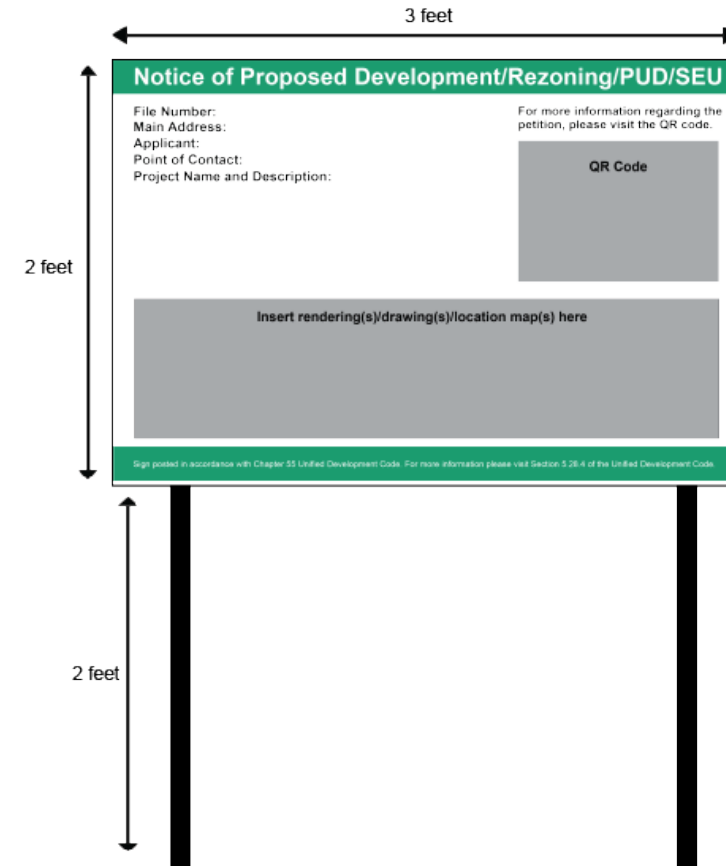 3 feet
Notice of Proposed Development/Rezoning/PUD/SEU
File Number:
Main Address:
Applicant:
Point of Contact:
Project Name and Description:
For more information regarding the
petition, please visit the QR code.
QR Code
2 feet
Insert rendering(s)/drawing(s)/location map(s) here
Sign posted in accordance with Chapter 55 Unified Development Code. For more information please visit Section 5.28.4 of the Unified Development Code.
2 feet